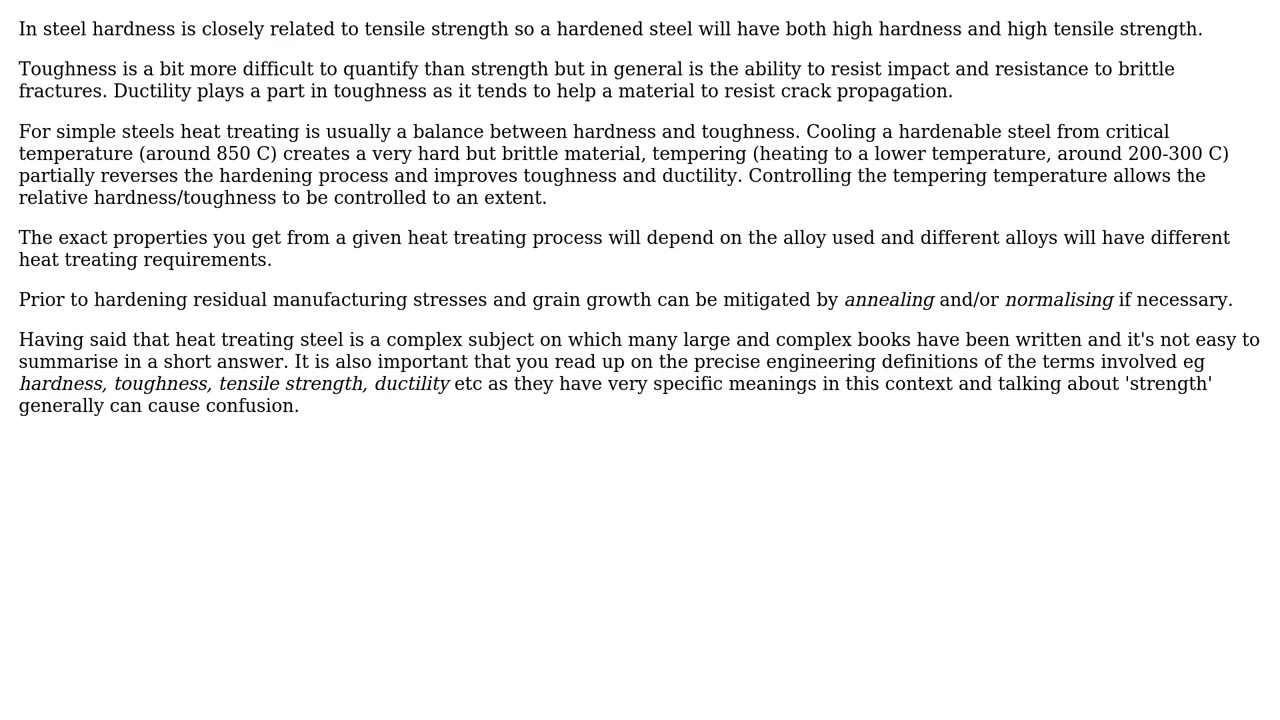 In steel hardness is closely related to tensile strength so a hardened steel will have both high hardness and high tensile strength.
Toughness is a bit more difficult to quantify than strength but in general is the ability to resist impact and resistance to brittle
fractures. Ductility plays a part in toughness as it tends to help a material to resist crack propagation.
For simple steels heat treating is usually a balance between hardness and toughness. Cooling a hardenable steel from critical
temperature (around 850 C) creates a very hard but brittle material, tempering (heating to a lower temperature, around 200-300 C)
partially reverses the hardening process and improves toughness and ductility. Controlling the tempering temperature allows the
relative hardness/toughness to be controlled to an extent.
The exact properties you get from a given heat treating process will depend on the alloy used and different alloys will have different
heat treating requirements.
Prior to hardening residual manufacturing stresses and grain growth can be mitigated by annealing and/or normalising if necessary.
Having said that heat treating steel is a complex subject on which many large and complex books have been written and it's not easy to
summarise in a short answer. It is also important that you read up on the precise engineering definitions of the terms involved eg
hardness, toughness, tensile strength, ductility etc as they have very specific meanings in this context and talking about 'strength'
generally can cause confusion.